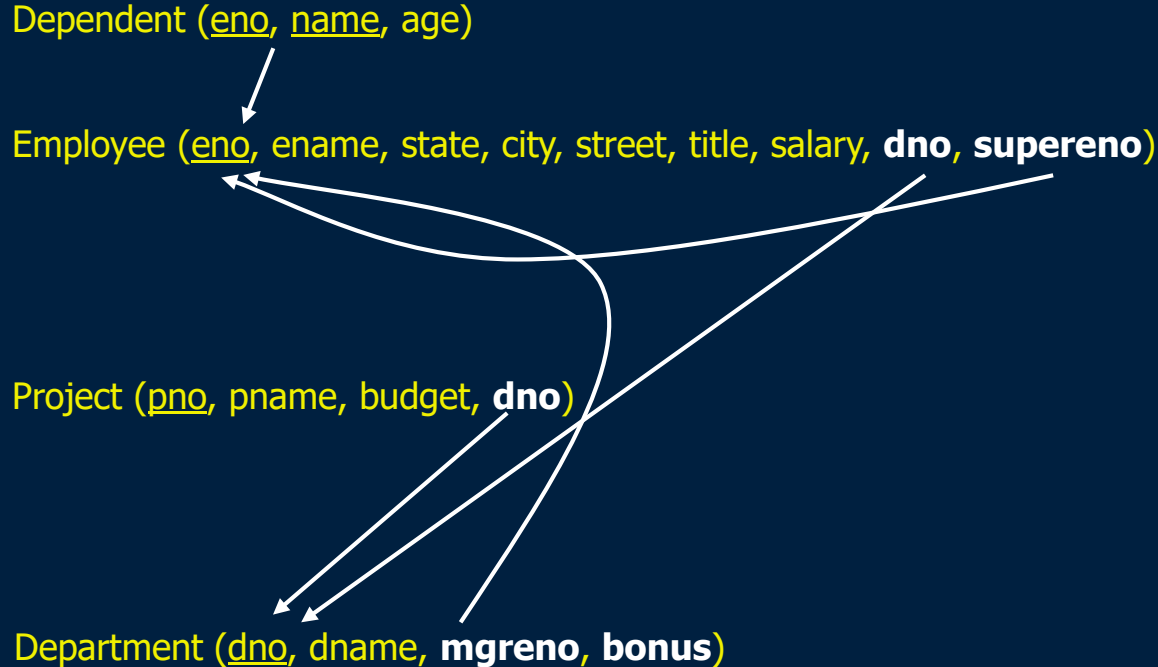 Dependent (eno, name, age)
Employee (eno, ename, state, city, street, title, salary, dno, supereno)
Project (pno, pname, budget, dno)
Department (dno, dname, mgreno, bonus)